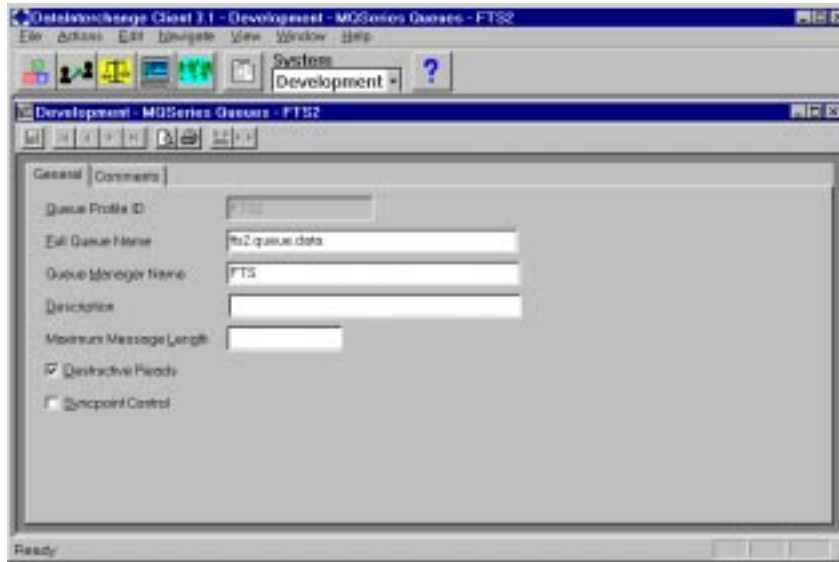 DataInterchange Client 3.1 - Development - MQSeries Queues - FTS2
File Actions Edit Navigate View Window Help
System
Development
?
Development - MQSeries Queues - FTS2
General Comments
Queue Profile ID FTS2
Full Queue Name fts2.queue.data
Queue Manager Name FTS
Description
Maximum Message Length
Destructive Reads
Syncpoint Control
Ready